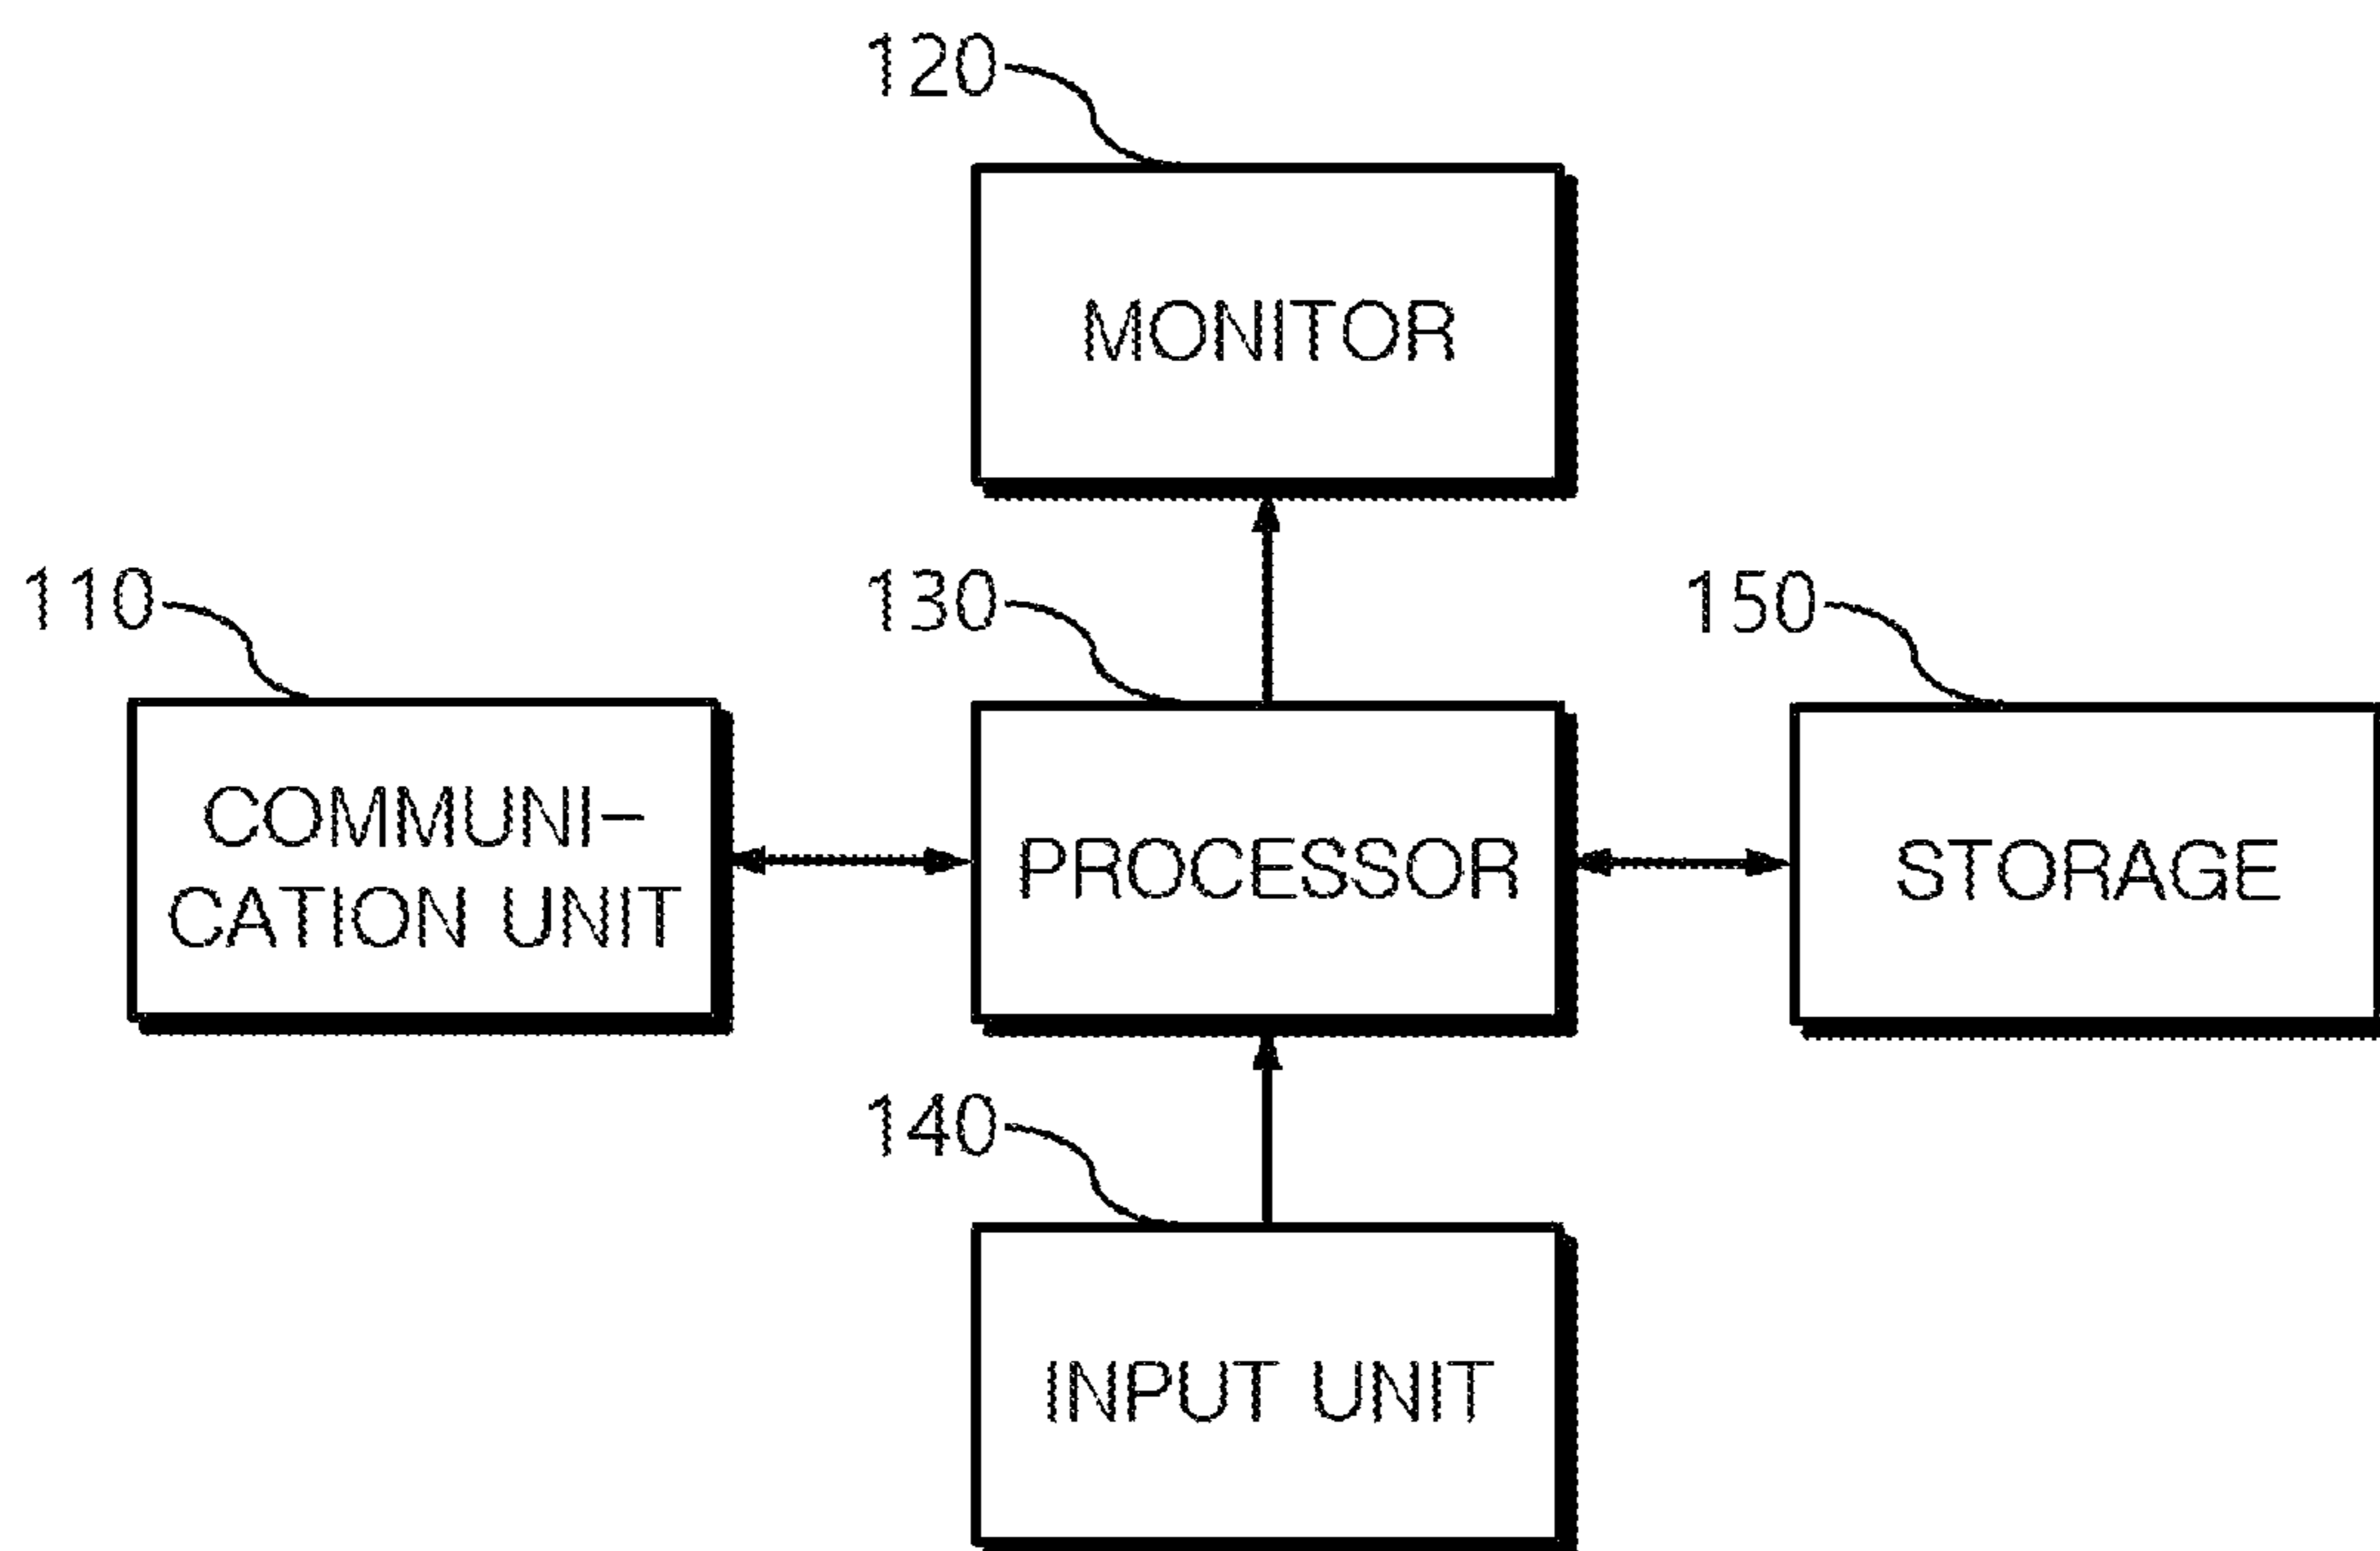 120
MONITOR
110
130
150
COMMUNI-
CATION UNIT
PROCESSOR
STORAGE
140
INPUT UNIT